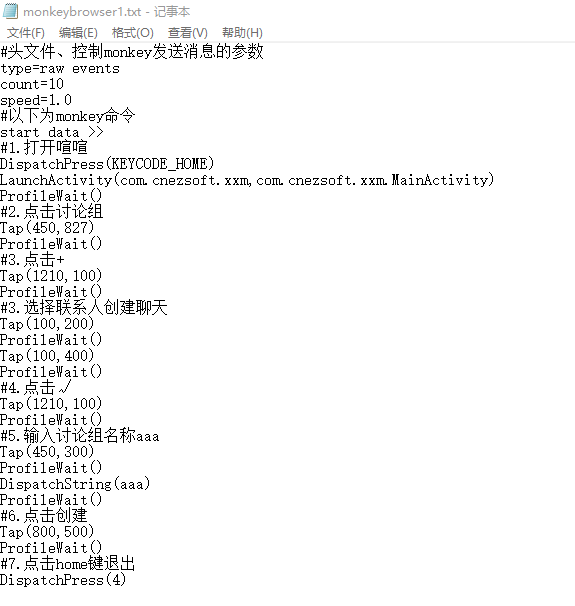 monkeybrowser1.txt - 记事本
文件(F) 编辑(E) 格式(O) 查看(V) 帮助(H)
#头文件、控制monkey发送消息的参数
type=raw events
count=10
speed=1.0
#以下为monkey命令
start data >>
#1.打开喧喧
DispatchPress(KEYCODE_HOME)
LaunchActivity(com.cnezsoft.xxm,com.cnezsoft.xxm.MainActivity)
ProfileWait()
#2.点击讨论组
Tap(450,827)
ProfileWait()
#3.点击+
Tap(1210,100)
ProfileWait()
#3.选择联系人创建聊天
Tap(100,200)
ProfileWait()
Tap(100,400)
ProfileWait()
#4.点击√
Tap(1210,100)
ProfileWait()
#5.输入讨论组名称aaa
Tap(450,300)
ProfileWait()
DispatchString(aaa)
ProfileWait()
#6.点击创建
Tap(800,500)
ProfileWait()
#7.点击home键退出
DispatchPress(4)